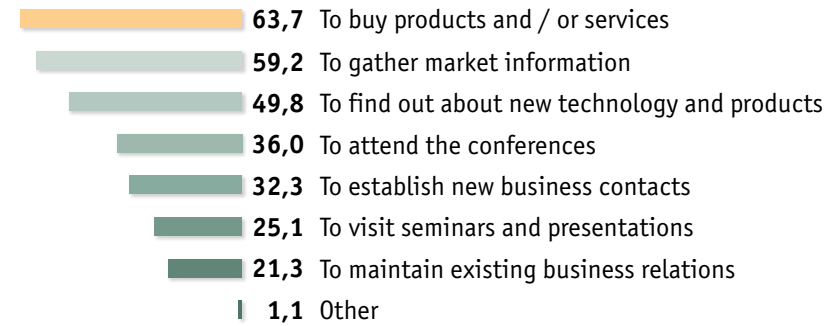 63,7 To buy products and / or services
59,2 To gather market information
49,8 To find out about new technology and products
36,0 To attend the conferences
32,3 To establish new business contacts
25,1 To visit seminars and presentations
21,3 To maintain existing business relations
1,1 Other